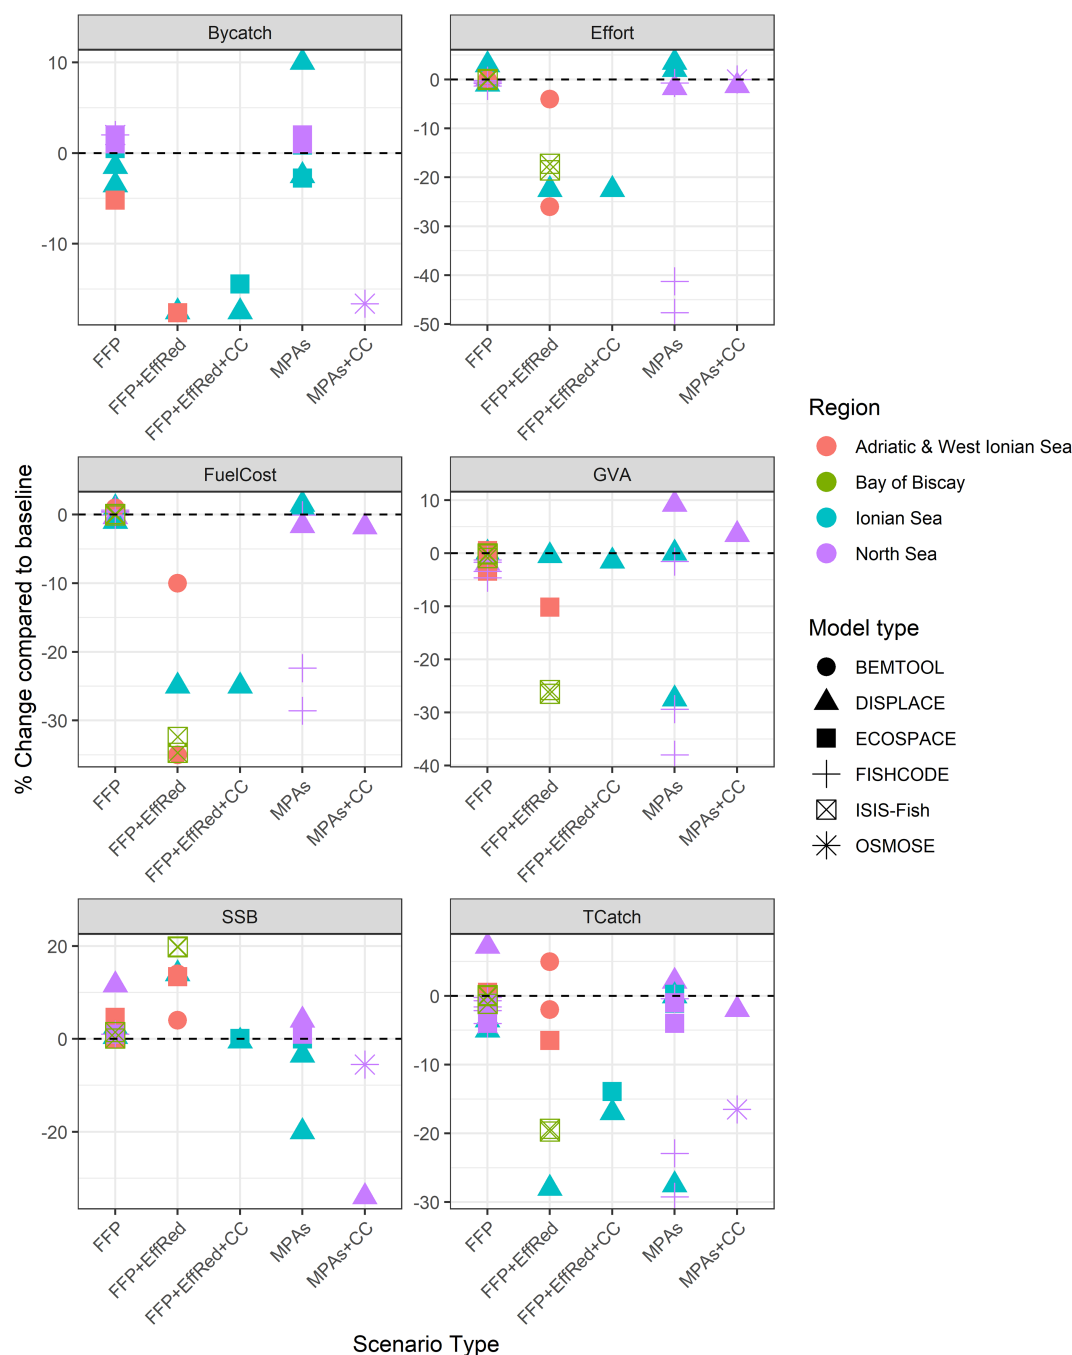 Bycatch
10
0
-10
FFP
FFP+EffRed
FFP+EffRed+CC
MPAs
MPAs+CC
Effort
0
-10
-20
-30
-40
-50
FFP
FFP+EffRed
FFP+EffRed+CC
MPAs
MPAs+CC
FuelCost
0
-10
-20
-30
FFP
FFP+EffRed
FFP+EffRed+CC
MPAs
MPAs+CC
GVA
10
0
-10
-20
-30
-40
FFP
FFP+EffRed
FFP+EffRed+CC
MPAs
MPAs+CC
SSB
20
0
-20
FFP
FFP+EffRed
FFP+EffRed+CC
MPAs
MPAs+CC
TCatch
0
-10
-20
-30
FFP
FFP+EffRed
FFP+EffRed+CC
MPAs
MPAs+CC
% Change compared to baseline
Scenario Type
Region
Adriatic & West Ionian Sea
Bay of Biscay
Ionian Sea
North Sea
Model type
BEMTOOL
DISPLACE
ECOSPACE
FISHCODE
ISIS-Fish
OSMOSE